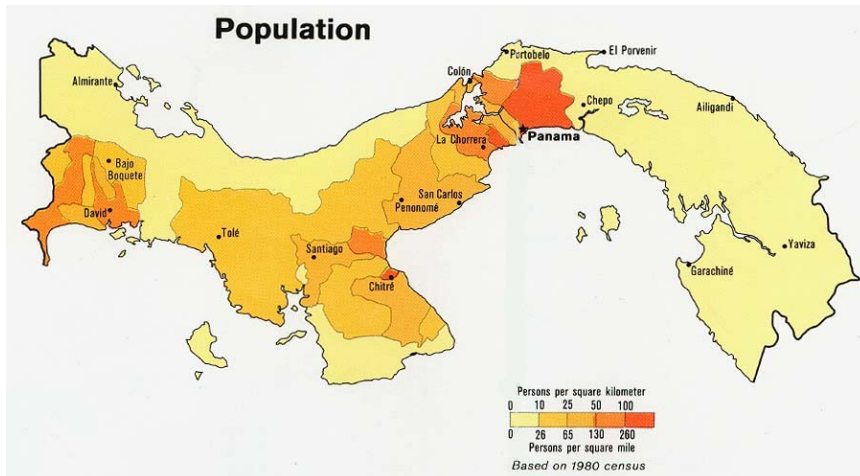 Population
Portobelo
El Porvenir
Colón
Almirante
Chepo
Ailigandí
Panama
La Chorrera
Bajo
Boquete
San Carlos
Penonomé
David
Tolé
Santiago
Yaviza
Garachiné
Chitré
Persons per square kilometer
0 10 25 50 100
0 26 65 130 260
Persons per square mile
Based on 1980 census